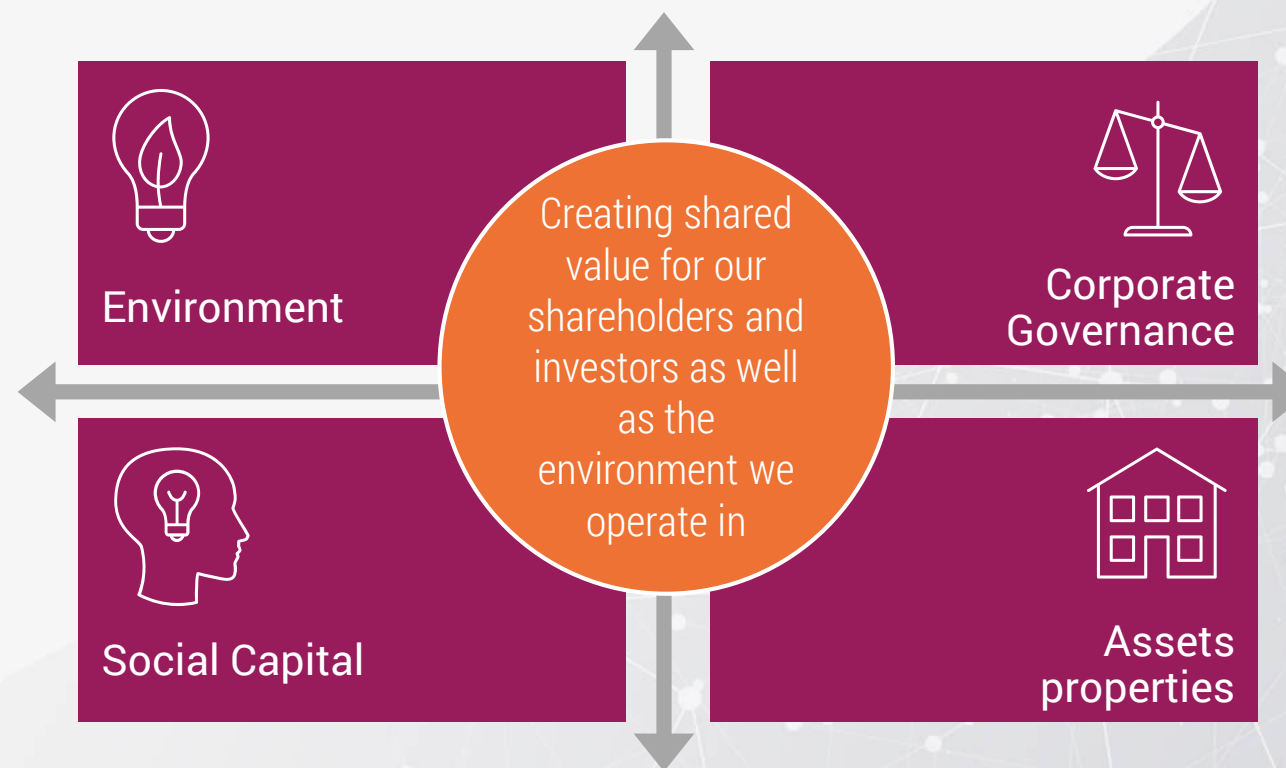 Environment
Creating shared
value for our
shareholders and
investors as well
as the
environment we
operate in
Corporate
Governance
Social Capital
Assets
properties